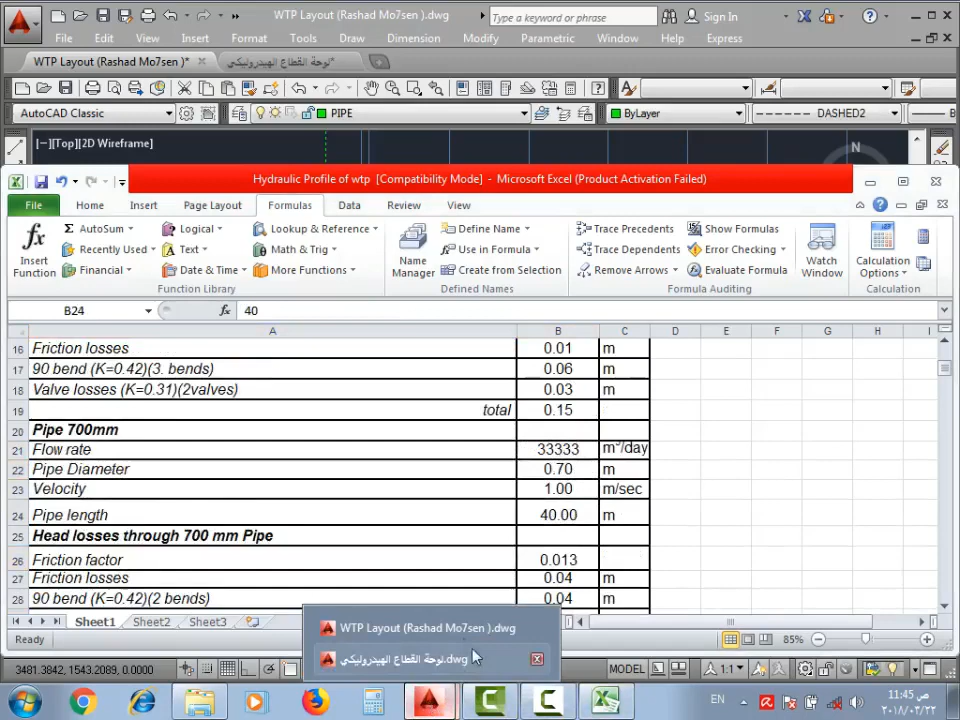 WTP Layout (Rashad Mo7sen ).dwg
Type a keyword or phrase
Sign In
File Edit View Insert Format Tools Draw Dimension Modify Parametric Window Help Express
WTP Layout (Rashad Mo7sen )*
لوحة القطاع الهيدروليكي*
AutoCAD Classic
PIPE
ByLayer
DASHED2
[−][Top][2D Wireframe]
N
Hydraulic Profile of wtp [Compatibility Mode] - Microsoft Excel (Product Activation Failed)
File Home Insert Page Layout Formulas Data Review View
Insert Function
Σ AutoSum
Recently Used
Financial
Logical
Text
Date & Time
Lookup & Reference
Math & Trig
More Functions
Function Library
Name Manager
Define Name
Use in Formula
Create from Selection
Defined Names
Trace Precedents
Trace Dependents
Remove Arrows
Show Formulas
Error Checking
Evaluate Formula
Formula Auditing
Watch Window
Calculation Options
Calculation
B24 fx 40
A B C D E F G H I
16 Friction losses 0.01 m
17 90 bend (K=0.42)(3. bends) 0.06 m
18 Valve losses (K=0.31)(2valves) 0.03 m
19 total 0.15
20 Pipe 700mm
21 Flow rate 33333 m³/day
22 Pipe Diameter 0.70 m
23 Velocity 1.00 m/sec
24 Pipe length 40.00 m
25 Head losses through 700 mm Pipe
26 Friction factor 0.013
27 Friction losses 0.04 m
28 90 bend (K=0.42)(2 bends) 0.04 m
WTP Layout (Rashad Mo7sen ).dwg
لوحة القطاع الهيدروليكي.dwg
Sheet1 Sheet2 Sheet3
Ready
85%
3481.3842, 1543.2089, 0.0000
MODEL
1:1
EN
11:45 ص
٢٠١٨/٠٣/٢٢